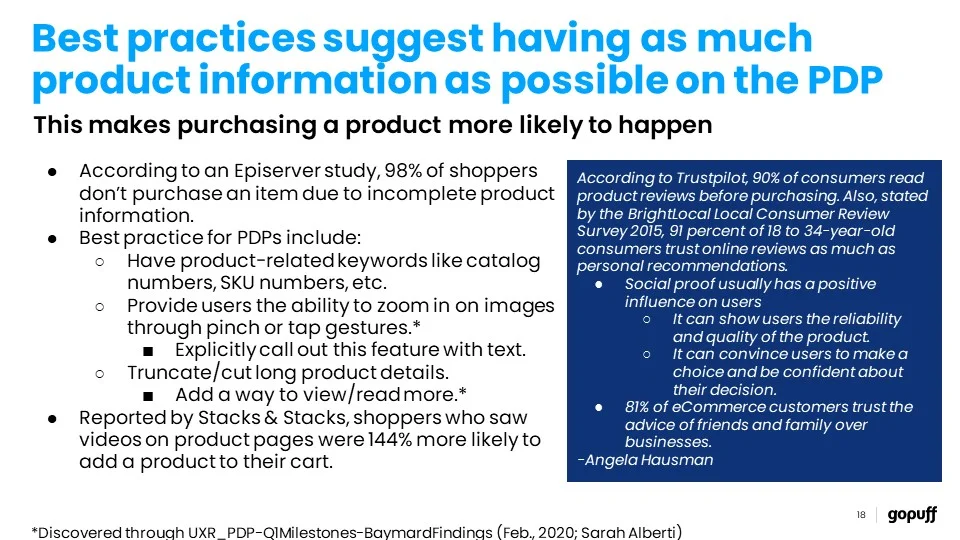 Best practices suggest having as much
product information as possible on the PDP
This makes purchasing a product more likely to happen
● According to an Episerver study, 98% of shoppers
don’t purchase an item due to incomplete product
information.
● Best practice for PDPs include:
○ Have product-related keywords like catalog
numbers, SKU numbers, etc.
○ Provide users the ability to zoom in on images
through pinch or tap gestures.*
■ Explicitly call out this feature with text.
○ Truncate/cut long product details.
■ Add a way to view/read more.*
● Reported by Stacks & Stacks, shoppers who saw
videos on product pages were 144% more likely to
add a product to their cart.
According to Trustpilot, 90% of consumers read
product reviews before purchasing. Also, stated
by the BrightLocal Local Consumer Review
Survey 2015, 91 percent of 18 to 34-year-old
consumers trust online reviews as much as
personal recommendations.
● Social proof usually has a positive
influence on users
○ It can show users the reliability
and quality of the product.
○ It can convince users to make a
choice and be confident about
their decision.
● 81% of eCommerce customers trust the
advice of friends and family over
businesses.
-Angela Hausman
18
gopuff
*Discovered through UXR_PDP-Q1Milestones-BaymardFindings (Feb., 2020; Sarah Alberti)